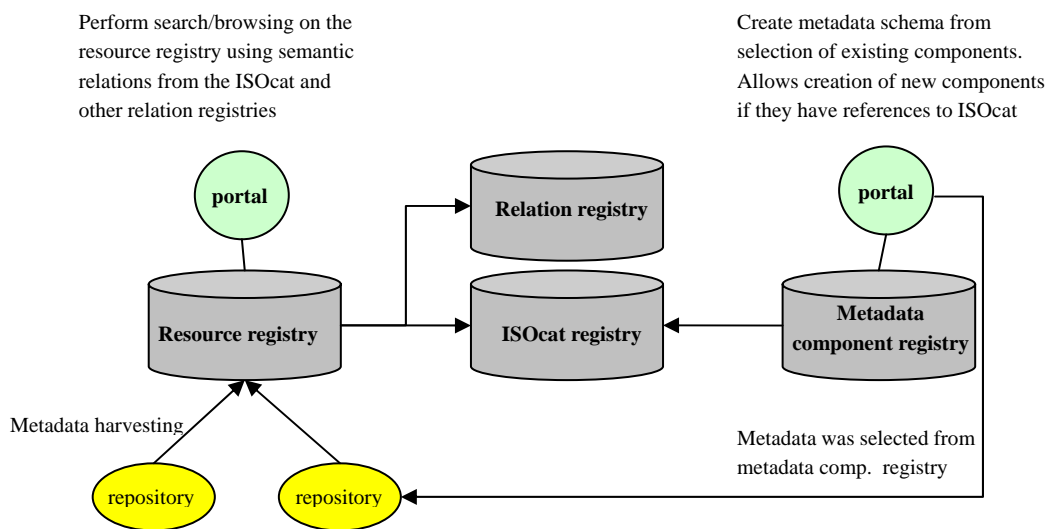 Perform search/browsing on the
resource registry using semantic
relations from the ISOcat and
other relation registries
Create metadata schema from
selection of existing components.
Allows creation of new components
if they have references to ISOcat
portal
Relation registry
portal
Resource registry
ISOcat registry
Metadata
component registry
Metadata harvesting
Metadata was selected from
metadata comp. registry
repository
repository